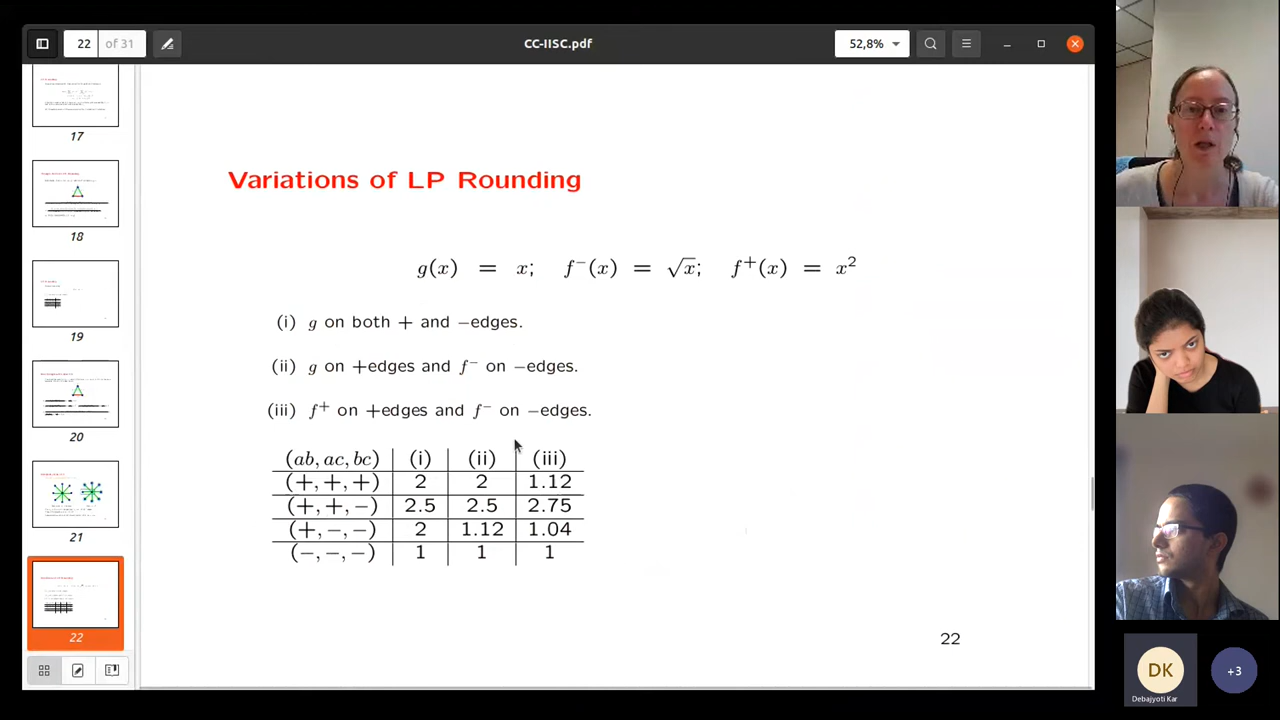 22 of 31 CC-IISC.pdf 52,8%
17
18
19
20
21
22
Variations of LP Rounding
g(x) = x; f⁻(x) = √x; f⁺(x) = x²
(i) g on both + and −edges.
(ii) g on +edges and f⁻ on −edges.
(iii) f⁺ on +edges and f⁻ on −edges.
(ab, ac, bc) (i) (ii) (iii)
(+, +, +) 2 2 1.12
(+, +, −) 2.5 2.5 2.75
(+, −, −) 2 1.12 1.04
(−, −, −) 1 1 1
22
DK
Debajyoti Kar
+3